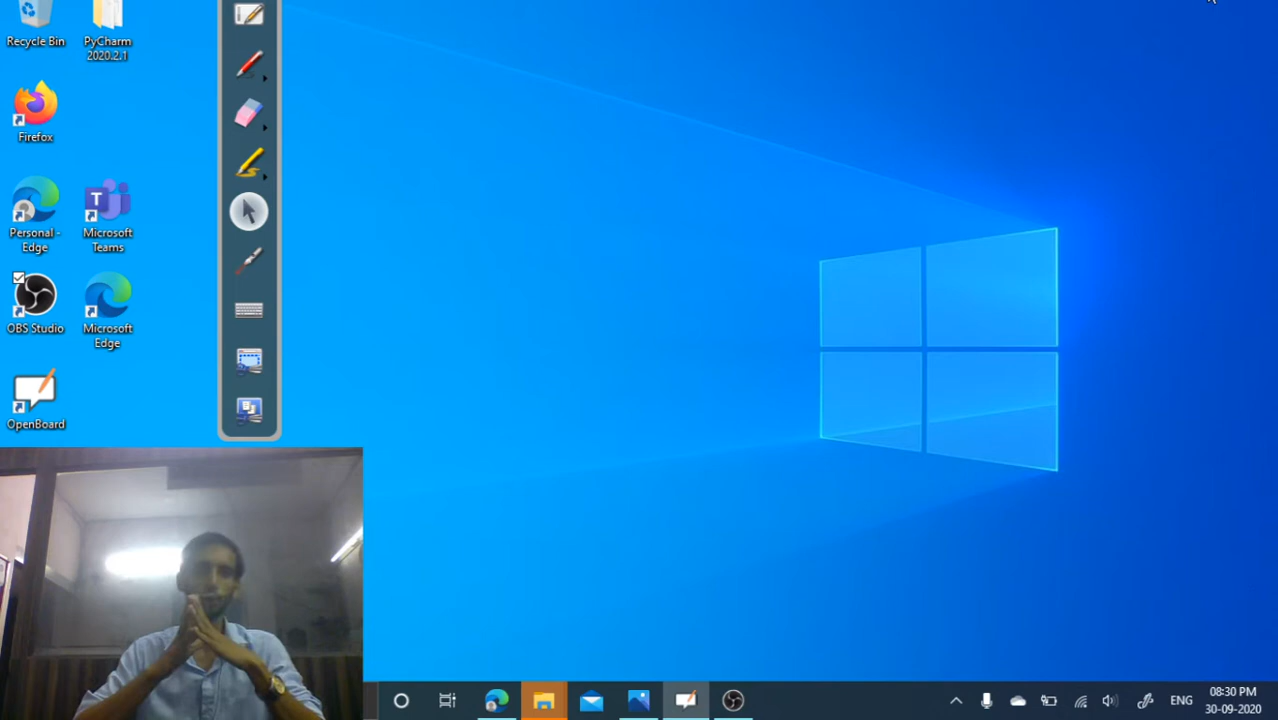 Recycle Bin
PyCharm
2020.2.1
Firefox
Personal -
Edge
Microsoft
Teams
OBS Studio
Microsoft
Edge
OpenBoard
T
ENG
08:30 PM
30-09-2020